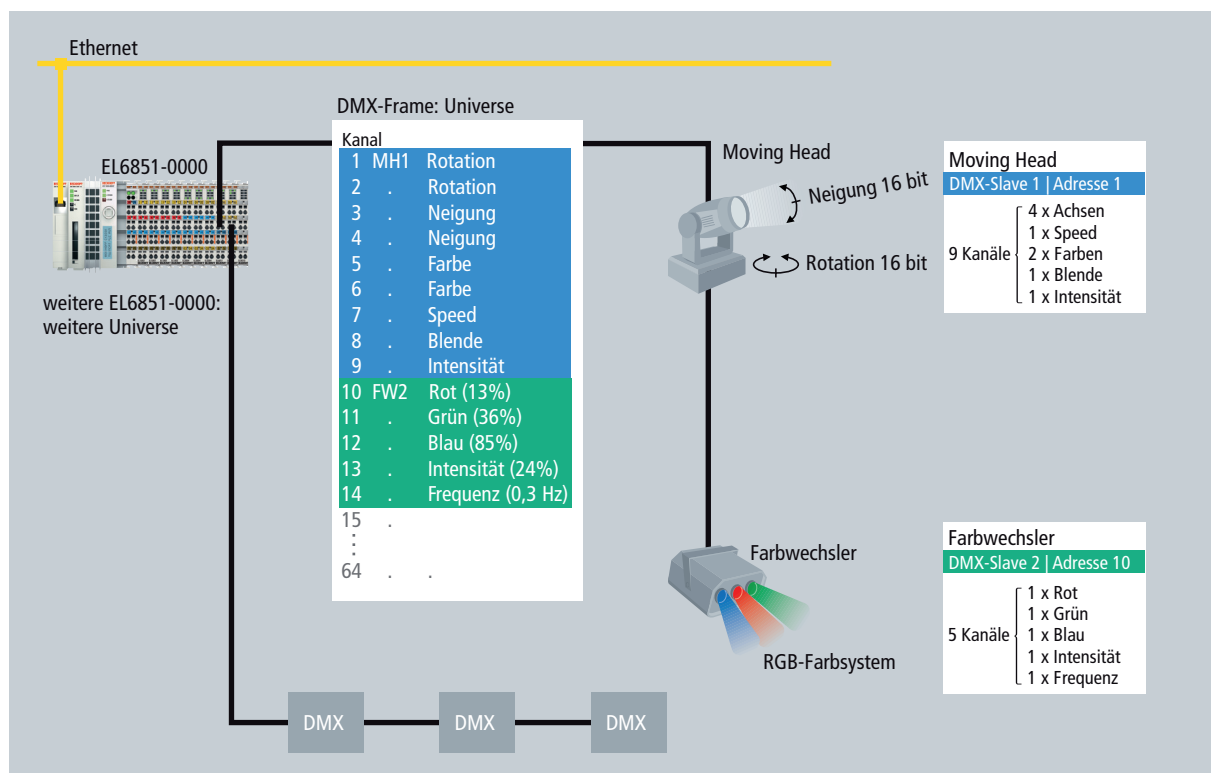 Ethernet
DMX-Frame: Universe
EL6851-0000
weitere EL6851-0000:
weitere Universe
Kanal
1 MH1 Rotation
2 . Rotation
3 . Neigung
4 . Neigung
5 . Farbe
6 . Farbe
7 . Speed
8 . Blende
9 . Intensität
10 FW2 Rot (13%)
11 . Grün (36%)
12 . Blau (85%)
13 . Intensität (24%)
14 . Frequenz (0,3 Hz)
15 .
⋮
64 . .
Moving Head
Neigung 16 bit
Rotation 16 bit
Moving Head
DMX-Slave 1 | Adresse 1
9 Kanäle
4 x Achsen
1 x Speed
2 x Farben
1 x Blende
1 x Intensität
Farbwechsler
RGB-Farbsystem
Farbwechsler
DMX-Slave 2 | Adresse 10
5 Kanäle
1 x Rot
1 x Grün
1 x Blau
1 x Intensität
1 x Frequenz
DMX
DMX
DMX